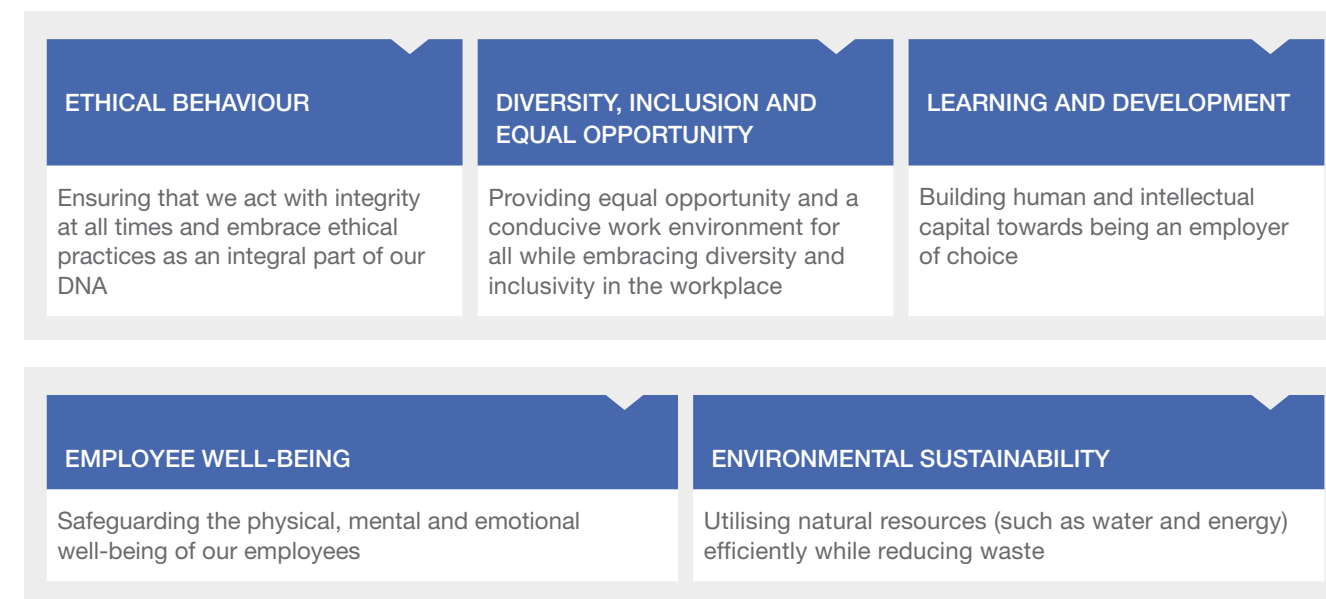 ETHICAL BEHAVIOUR
Ensuring that we act with integrity
at all times and embrace ethical
practices as an integral part of our
DNA
DIVERSITY, INCLUSION AND
EQUAL OPPORTUNITY
Providing equal opportunity and a
conducive work environment for
all while embracing diversity and
inclusivity in the workplace
LEARNING AND DEVELOPMENT
Building human and intellectual
capital towards being an employer
of choice
EMPLOYEE WELL-BEING
Safeguarding the physical, mental and emotional
well-being of our employees
ENVIRONMENTAL SUSTAINABILITY
Utilising natural resources (such as water and energy)
efficiently while reducing waste